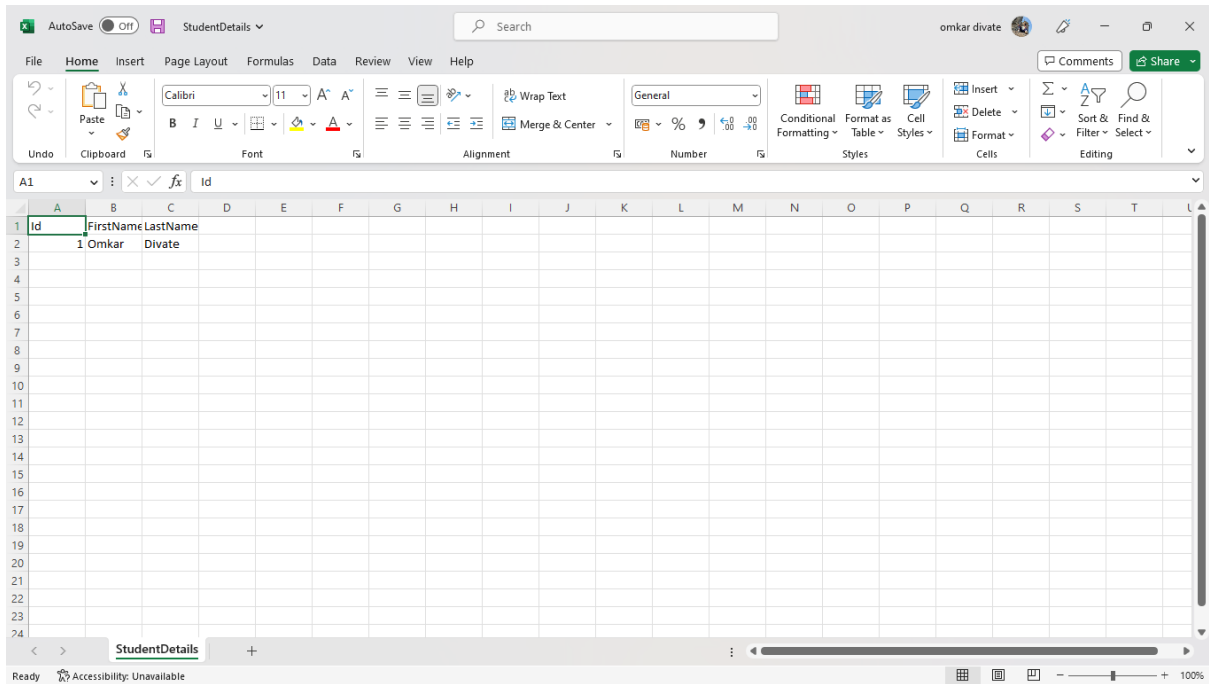 AutoSave Off StudentDetails Search omkar divate
File Home Insert Page Layout Formulas Data Review View Help Comments Share
Paste Calibri 11 A A Wrap Text General Conditional Formatting Format as Table Cell Styles Insert Sort & Filter Find & Select
B I U A Merge & Center % Delete
Format
Undo Clipboard Font Alignment Number Styles Cells Editing
A1 fx Id
A B C D E F G H I J K L M N O P Q R S T U
1 Id FirstName LastName
2 1 Omkar Divate
3
4
5
6
7
8
9
10
11
12
13
14
15
16
17
18
19
20
21
22
23
24
StudentDetails
Ready Accessibility: Unavailable 100%